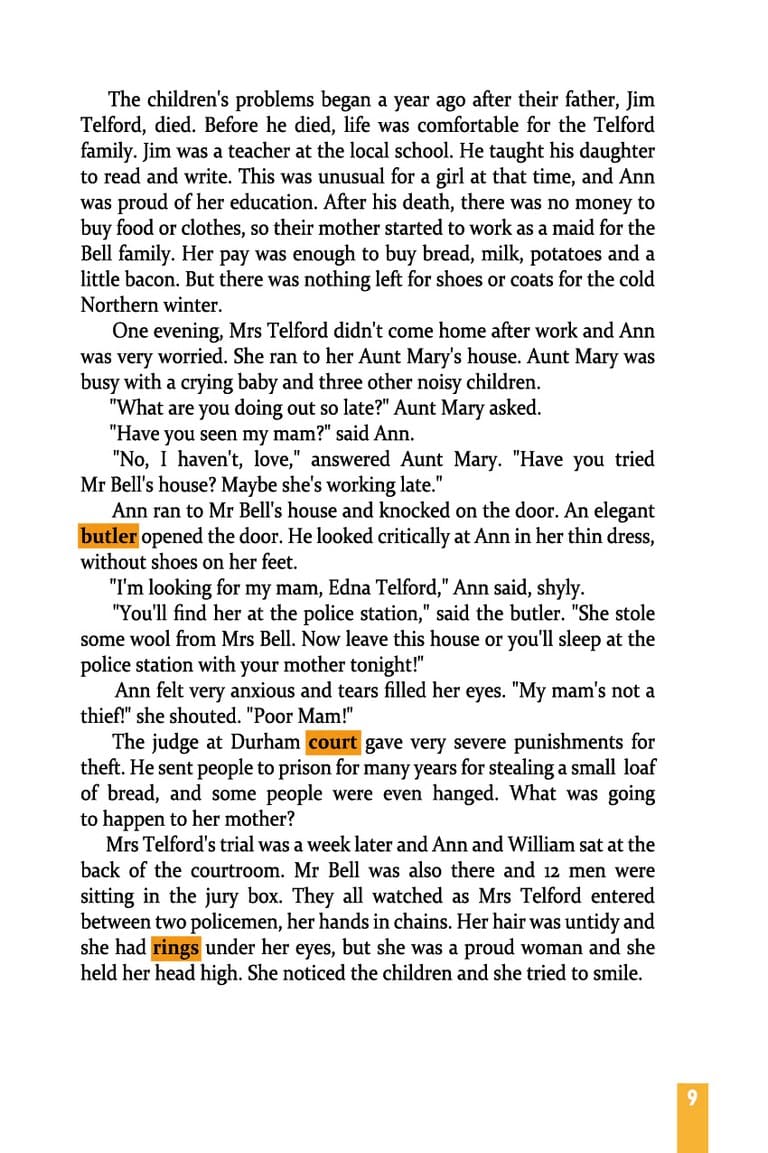 The children's problems began a year ago after their father, Jim
Telford, died. Before he died, life was comfortable for the Telford
family. Jim was a teacher at the local school. He taught his daughter
to read and write. This was unusual for a girl at that time, and Ann
was proud of her education. After his death, there was no money to
buy food or clothes, so their mother started to work as a maid for the
Bell family. Her pay was enough to buy bread, milk, potatoes and a
little bacon. But there was nothing left for shoes or coats for the cold
Northern winter.
One evening, Mrs Telford didn't come home after work and Ann
was very worried. She ran to her Aunt Mary's house. Aunt Mary was
busy with a crying baby and three other noisy children.
"What are you doing out so late?" Aunt Mary asked.
"Have you seen my mam?" said Ann.
"No, I haven't, love," answered Aunt Mary. "Have you tried
Mr Bell's house? Maybe she's working late."
Ann ran to Mr Bell's house and knocked on the door. An elegant
butler opened the door. He looked critically at Ann in her thin dress,
without shoes on her feet.
"I'm looking for my mam, Edna Telford," Ann said, shyly.
"You'll find her at the police station," said the butler. "She stole
some wool from Mrs Bell. Now leave this house or you'll sleep at the
police station with your mother tonight!"
Ann felt very anxious and tears filled her eyes. "My mam's not a
thief!" she shouted. "Poor Mam!"
The judge at Durham court gave very severe punishments for
theft. He sent people to prison for many years for stealing a small loaf
of bread, and some people were even hanged. What was going
to happen to her mother?
Mrs Telford's trial was a week later and Ann and William sat at the
back of the courtroom. Mr Bell was also there and 12 men were
sitting in the jury box. They all watched as Mrs Telford entered
between two policemen, her hands in chains. Her hair was untidy and
she had rings under her eyes, but she was a proud woman and she
held her head high. She noticed the children and she tried to smile.
9